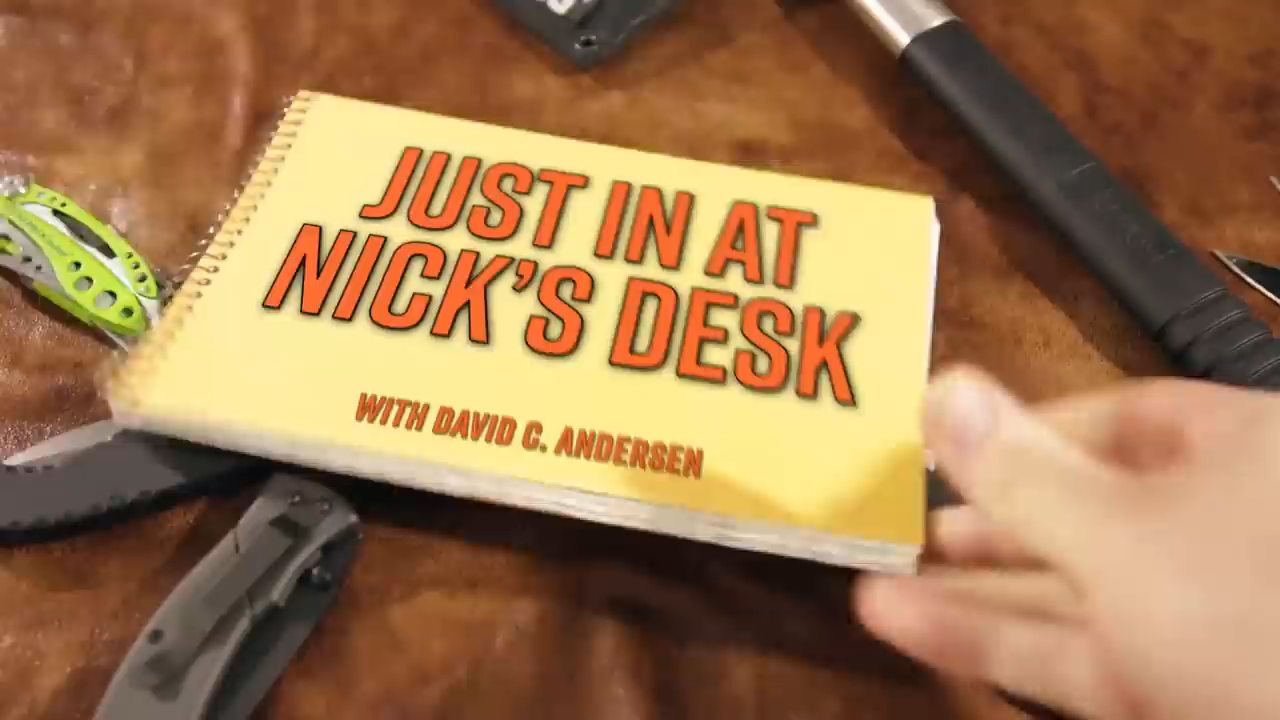 JUST IN AT
NICK'S DESK
WITH DAVID C. ANDERSEN